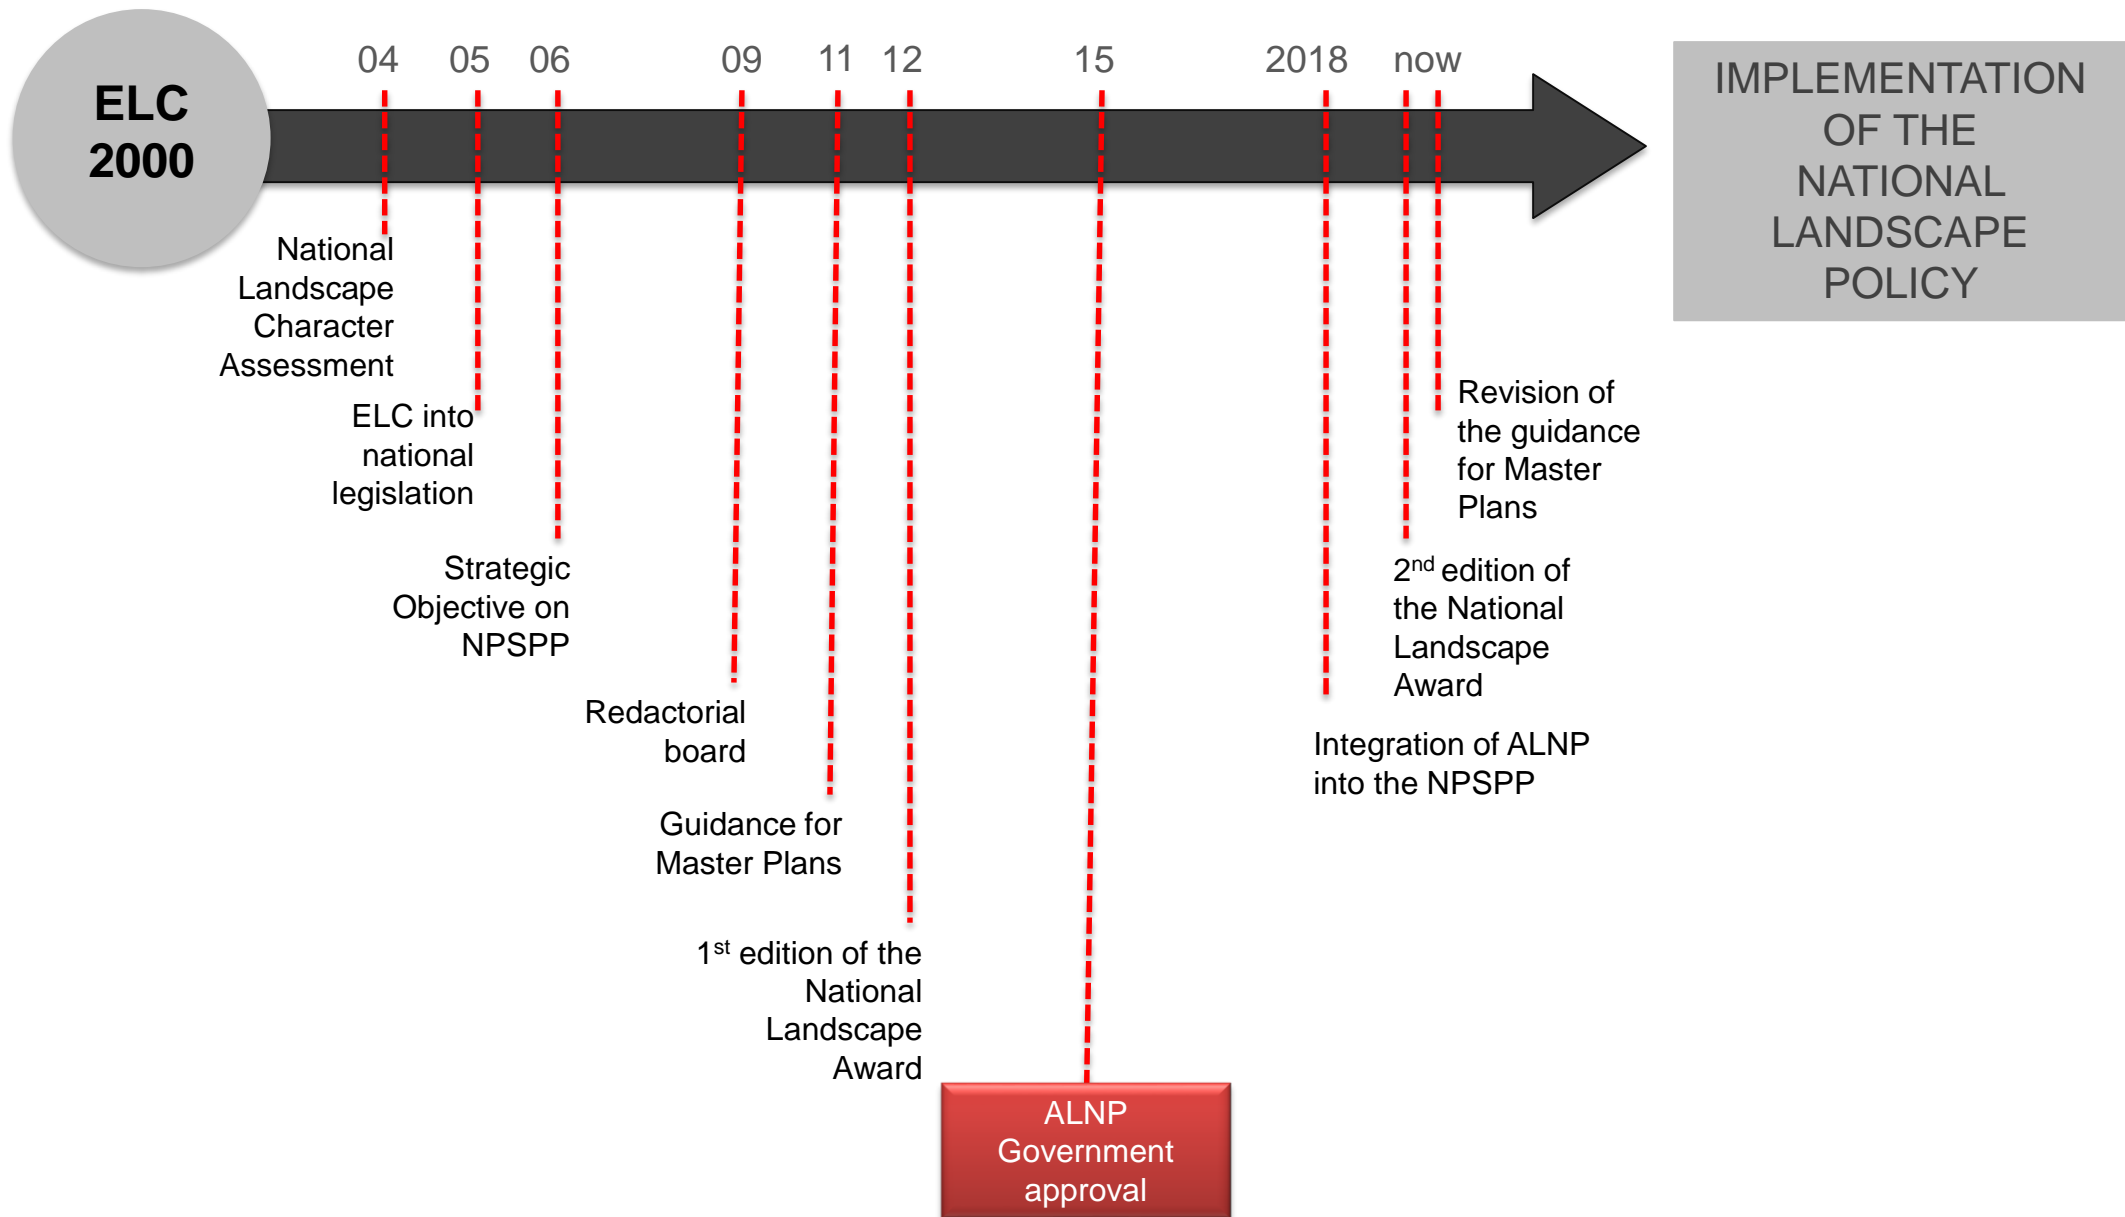 ELC
2000
04 05 06 09 11 12 15 2018 now
IMPLEMENTATION
OF THE
NATIONAL
LANDSCAPE
POLICY
National
Landscape
Character
Assessment
ELC into
national
legislation
Strategic
Objective on
NPSPP
Redactorial
board
Guidance for
Master Plans
1st edition of the
National
Landscape
Award
ALNP
Government
approval
Integration of ALNP
into the NPSPP
2nd edition of
the National
Landscape
Award
Revision of
the guidance
for Master
Plans